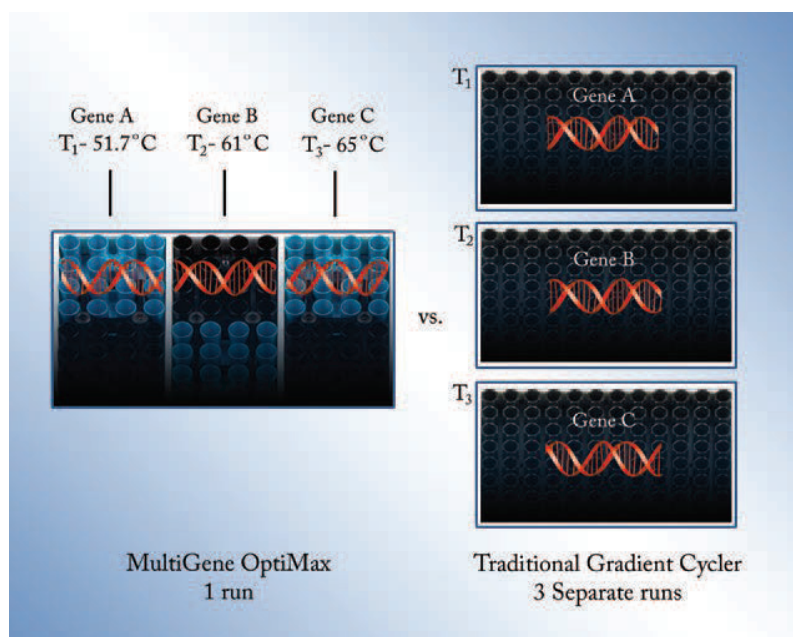 Gene A
T₁- 51.7°C
Gene B
T₂- 61°C
Gene C
T₃- 65°C
vs.
T₁
Gene A
T₂
Gene B
T₃
Gene C
MultiGene OptiMax
1 run
Traditional Gradient Cycler
3 Separate runs